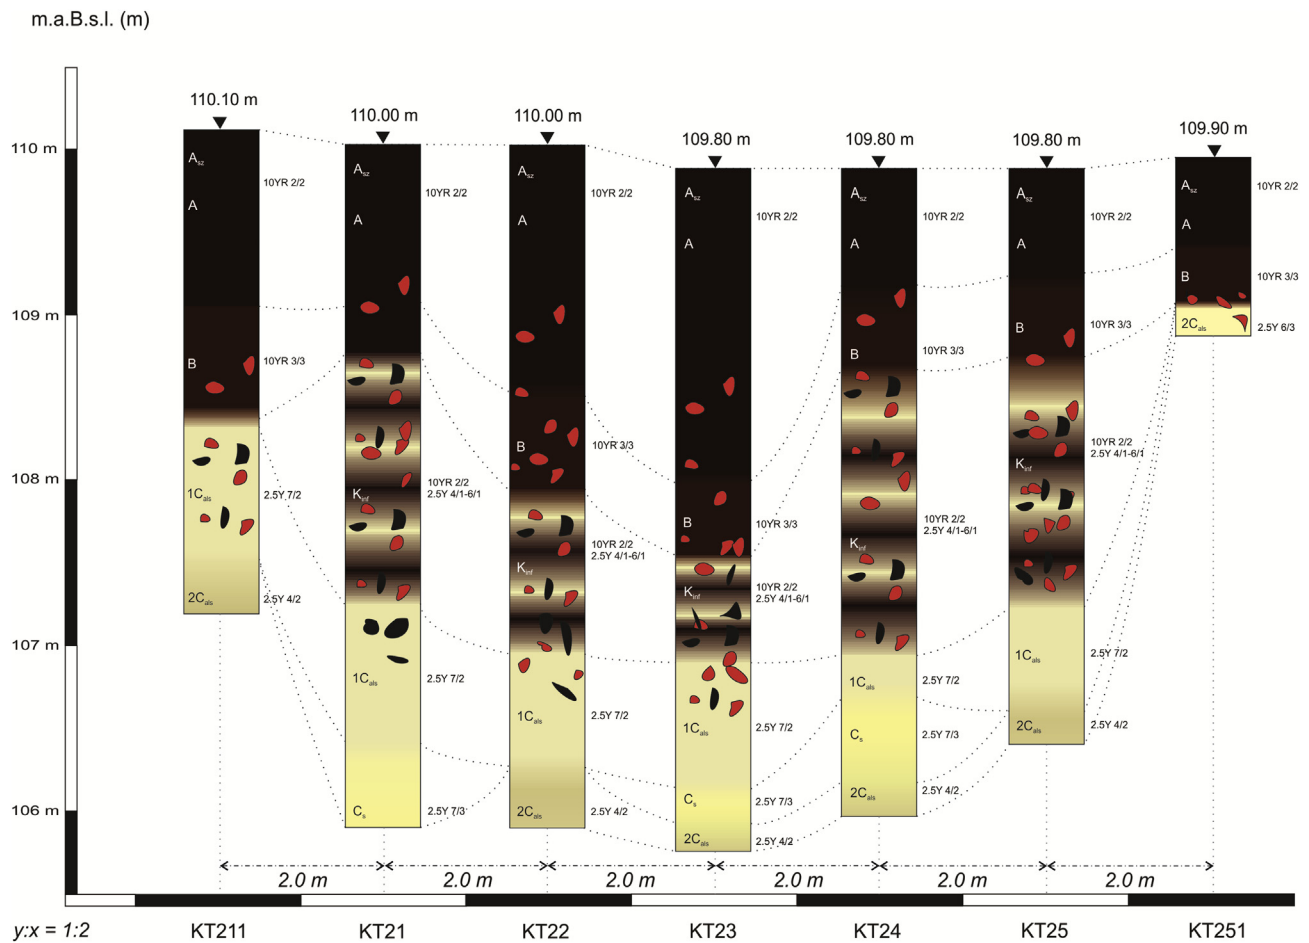 m.a.B.s.l. (m)
110.10 m
110.00 m
110.00 m
109.80 m
109.80 m
109.80 m
109.90 m
110 m
109 m
108 m
107 m
106 m
Asz
10YR 2/2
A
B
10YR 3/3
1Cals
2.5Y 7/2
2Cals
2.5Y 4/2
Asz
10YR 2/2
A
Kinf
10YR 2/2
2.5Y 4/1-6/1
1Cals
2.5Y 7/2
Cs
2.5Y 7/3
Asz
10YR 2/2
A
B
10YR 3/3
10YR 2/2
2.5Y 4/1-6/1
Kinf
1Cals
2.5Y 7/2
2Cals
2.5Y 4/2
Asz
10YR 2/2
A
B
10YR 3/3
Kinf
10YR 2/2
2.5Y 4/1-6/1
1Cals
2.5Y 7/2
Cs
2.5Y 7/3
2Cals
2.5Y 4/2
Asz
10YR 2/2
A
B
10YR 3/3
10YR 2/2
2.5Y 4/1-6/1
Kinf
1Cals
2.5Y 7/2
Cs
2.5Y 7/3
2Cals
2.5Y 4/2
Asz
10YR 2/2
A
B
10YR 3/3
10YR 2/2
2.5Y 4/1-6/1
Kinf
1Cals
2.5Y 7/2
2Cals
2.5Y 4/2
Asz
10YR 2/2
A
B
10YR 3/3
2Cals
2.5Y 6/3
2.0 m
2.0 m
2.0 m
2.0 m
2.0 m
2.0 m
y:x = 1:2
KT211
KT21
KT22
KT23
KT24
KT25
KT251